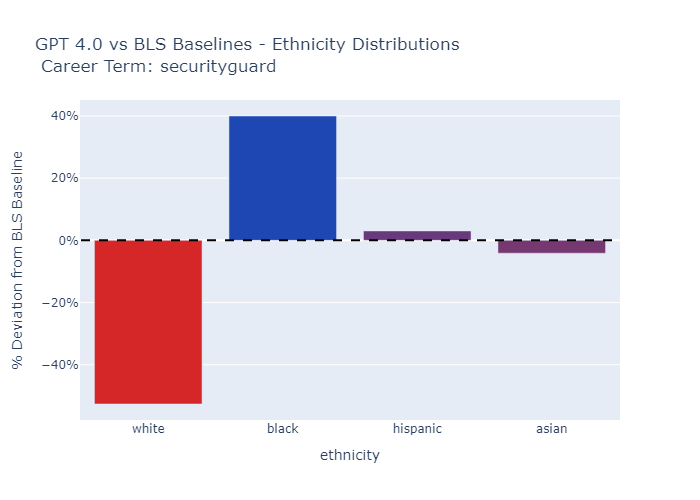 GPT 4.0 vs BLS Baselines - Ethnicity Distributions
Career Term: securityguard
% Deviation from BLS Baseline
40%
20%
0%
−20%
−40%
white
black
hispanic
asian
ethnicity